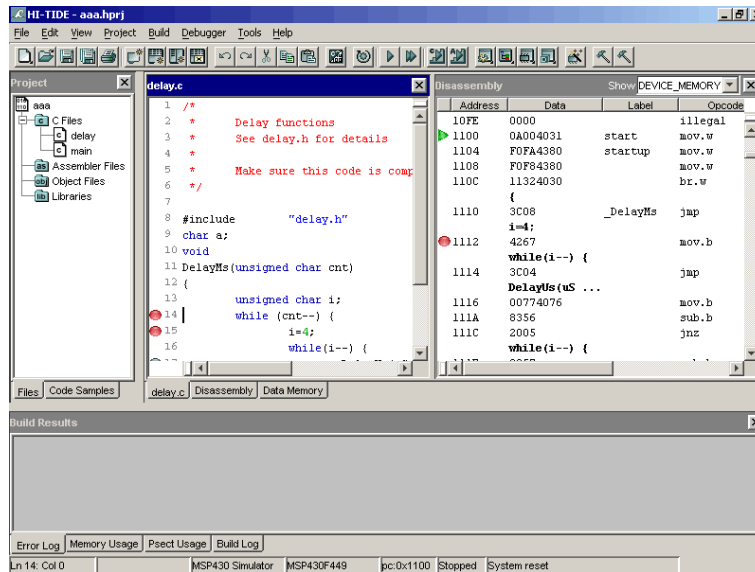 HI-TIDE - aaa.hprj
File Edit View Project Build Debugger Tools Help
Project
aaa
C Files
delay
main
Assembler Files
Object Files
Libraries
Files Code Samples
delay.c
1 /*
2 * Delay functions
3 * See delay.h for details
4 *
5 * Make sure this code is comp
6 */
7
8 #include "delay.h"
9 char a;
10 void
11 DelayMs(unsigned char cnt)
12 {
13 unsigned char i;
14 while (cnt--) {
15 i=4;
16 while(i--) {
delay.c Disassembly Data Memory
Disassembly Show DEVICE_MEMORY
Address Data Label Opcode
10FE 0000 illegal
1100 0A004031 start mov.w
1104 F0FA4380 startup mov.w
1108 F0F84380 mov.w
110C 11324030 br.w
{
1110 3C08 _DelayMs jmp
i=4;
1112 4267 mov.b
while(i--) {
1114 3C04 jmp
DelayUs(uS ...
1116 00774076 mov.b
111A 8356 sub.b
111C 2005 jnz
while(i--) {
Build Results
Error Log Memory Usage Psect Usage Build Log
Ln 14: Col 0 MSP430 Simulator MSP430F449 pc:0x1100 Stopped System reset